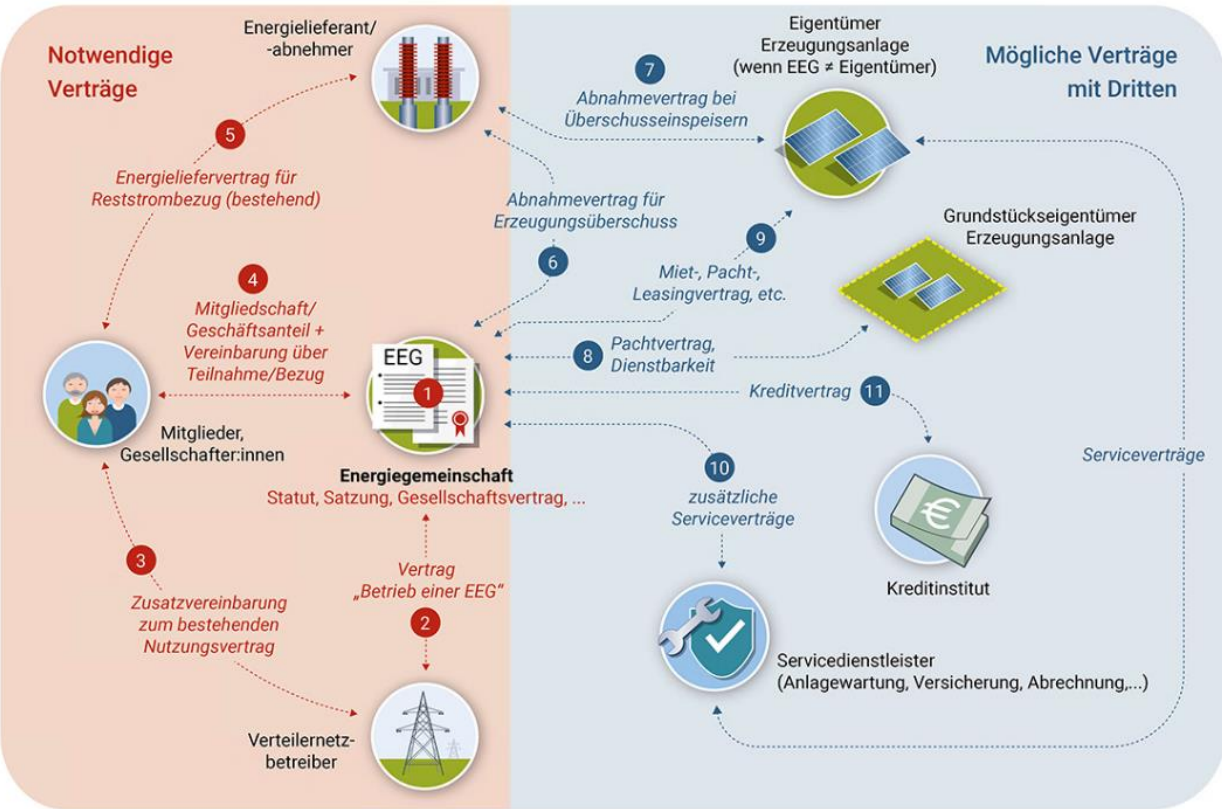 Notwendige
Verträge
Energielieferant/
-abnehmer
Eigentümer
Erzeugungsanlage
(wenn EEG ≠ Eigentümer)
Mögliche Verträge
mit Dritten
7
Abnahmevertrag bei
Überschusseinspeisern
5
Energieliefervertrag für
Reststrombezug (bestehend)
Abnahmevertrag für
Erzeugungsüberschuss
6
Grundstückseigentümer
Erzeugungsanlage
9
Miet-, Pacht-,
Leasingvertrag, etc.
4
Mitgliedschaft/
Geschäftsanteil +
Vereinbarung über
Teilnahme/Bezug
EEG
1
8
Pachtvertrag,
Dienstbarkeit
Kreditvertrag
11
Mitglieder,
Gesellschafter:innen
Energiegemeinschaft
Statut, Satzung, Gesellschaftsvertrag, ...
10
zusätzliche
Serviceverträge
Serviceverträge
€
Kreditinstitut
3
Zusatzvereinbarung
zum bestehenden
Nutzungsvertrag
Vertrag
„Betrieb einer EEG“
2
Servicedienstleister
(Anlagewartung, Versicherung, Abrechnung,...)
Verteilernetz-
betreiber